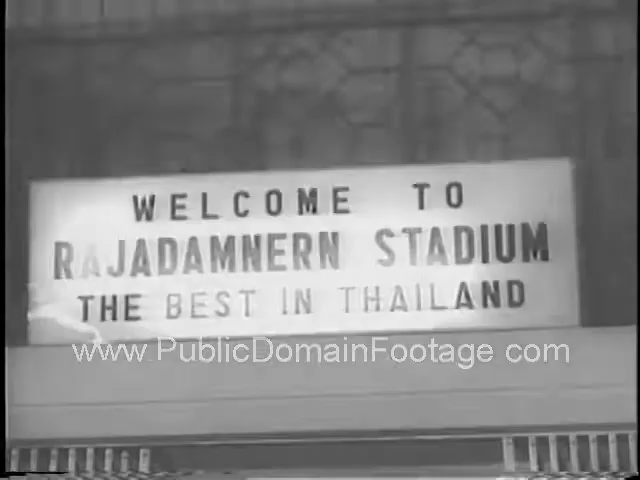 WELCOME TO
RAJADAMNERN STADIUM
THE BEST IN THAILAND
www.PublicDomainFootage.com